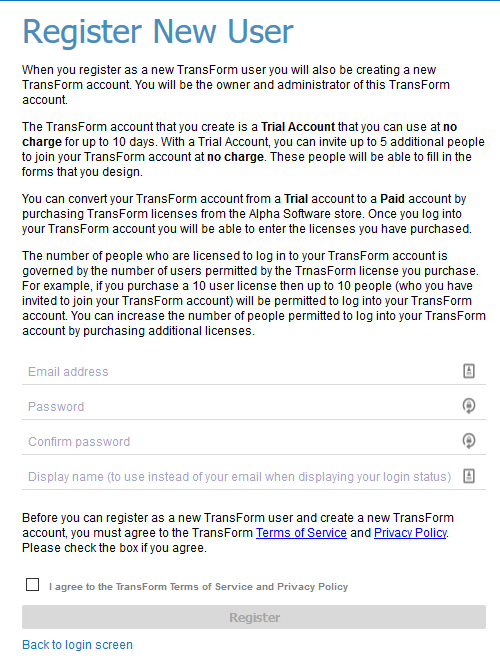 Register New User
When you register as a new TransForm user you will also be creating a new
TransForm account. You will be the owner and administrator of this TransForm
account.
The TransForm account that you create is a Trial Account that you can use at no
charge for up to 10 days. With a Trial Account, you can invite up to 5 additional people
to join your TransForm account at no charge. These people will be able to fill in the
forms that you design.
You can convert your TransForm account from a Trial account to a Paid account by
purchasing TransForm licenses from the Alpha Software store. Once you log into
your TransForm account you will be able to enter the licenses you have purchased.
The number of people who are licensed to log in to your TransForm account is
governed by the number of users permitted by the TrnasForm license you purchase.
For example, if you purchase a 10 user license then up to 10 people (who you have
invited to join your TransForm account) will be permitted to log into your TransForm
account. You can increase the number of people permitted to log into your TransForm
account by purchasing additional licenses.
Email address
Password
Confirm password
Display name (to use instead of your email when displaying your login status)
Before you can register as a new TransForm user and create a new TransForm
account, you must agree to the TransForm Terms of Service and Privacy Policy.
Please check the box if you agree.
I agree to the TransForm Terms of Service and Privacy Policy
Register
Back to login screen